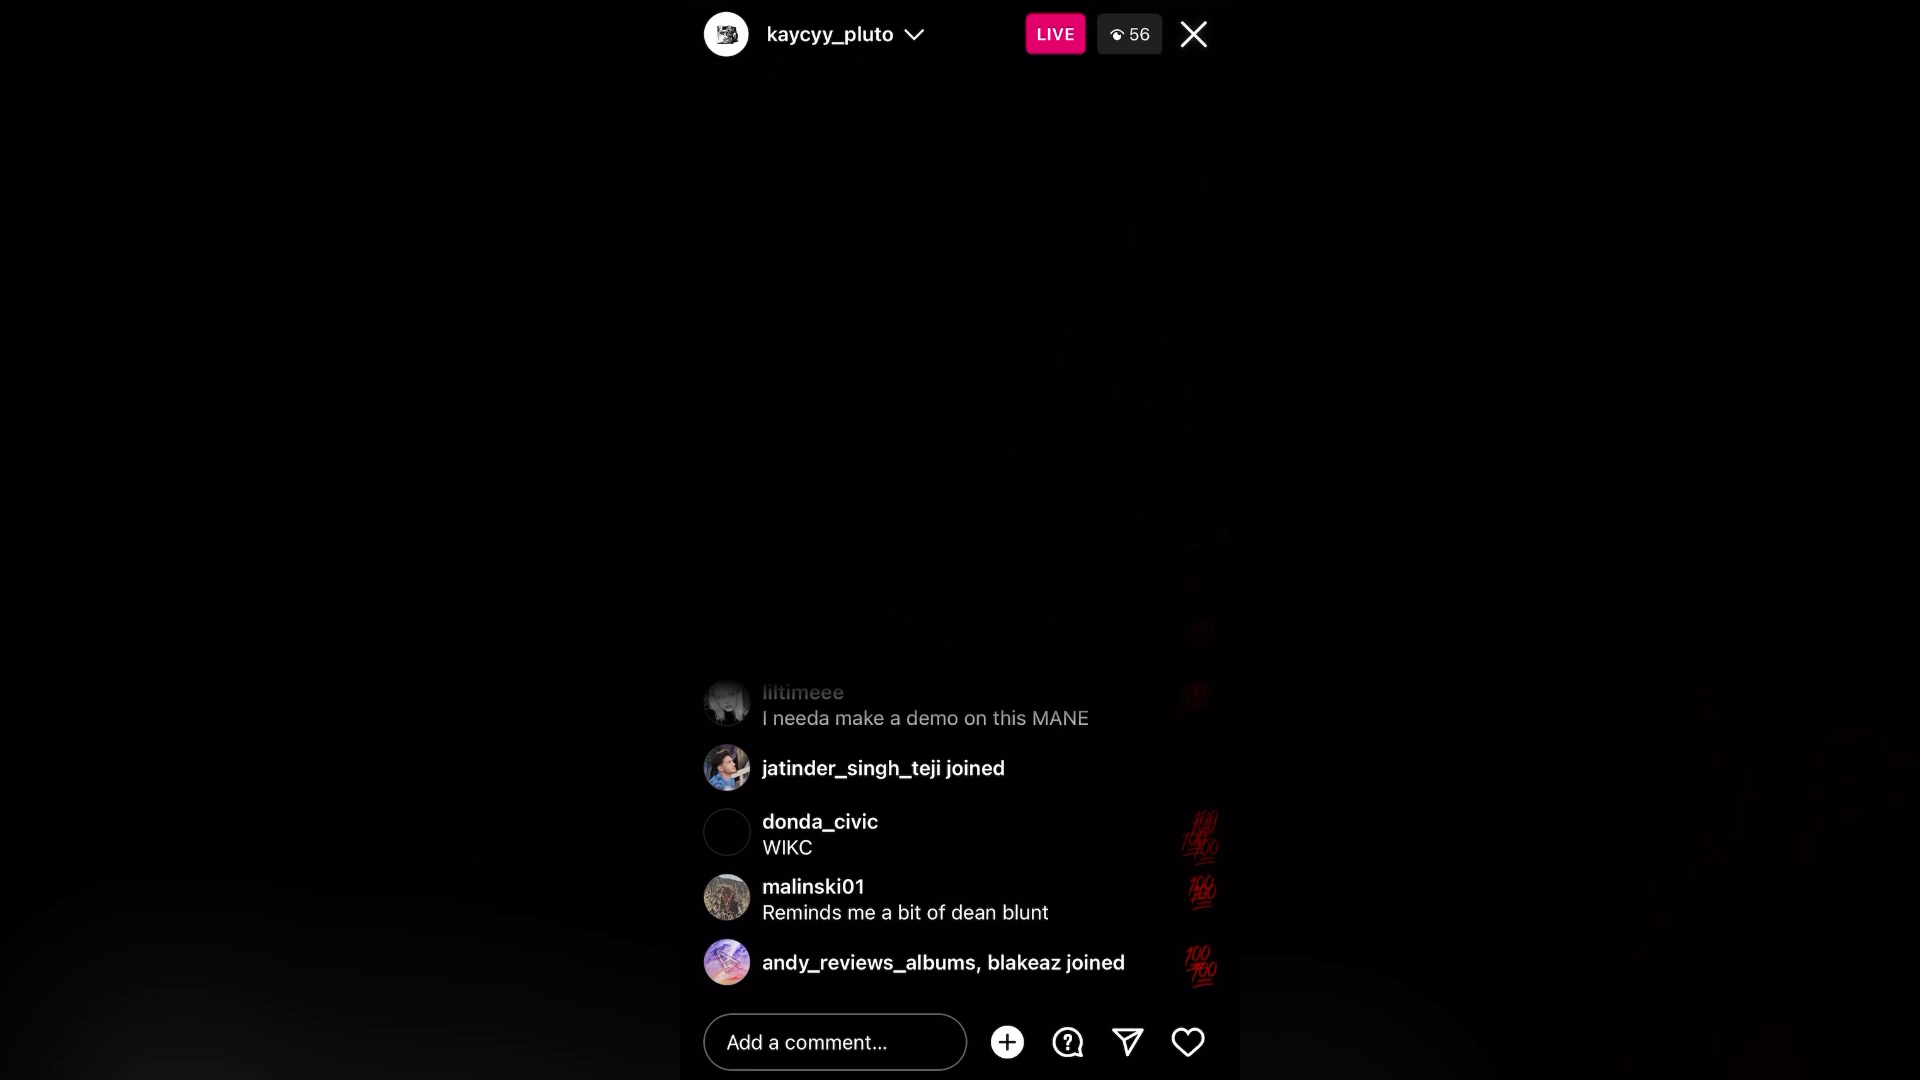 kaycyy_pluto
LIVE
56
liltimeee
I needa make a demo on this MANE
jatinder_singh_teji joined
donda_civic
WIKC
malinski01
Reminds me a bit of dean blunt
andy_reviews_albums, blakeaz joined
Add a comment...